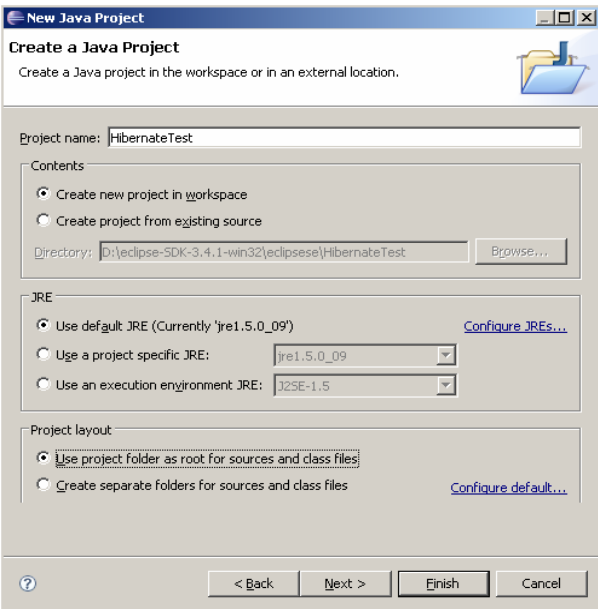 New Java Project
Create a Java Project
Create a Java project in the workspace or in an external location.
Project name: HibernateTest
Contents
Create new project in workspace
Create project from existing source
Directory: D:\eclipse-SDK-3.4.1-win32\eclipsese\HibernateTest Browse...
JRE
Use default JRE (Currently 'jre1.5.0_09') Configure JREs...
Use a project specific JRE: jre1.5.0_09
Use an execution environment JRE: J2SE-1.5
Project layout
Use project folder as root for sources and class files
Create separate folders for sources and class files Configure default...
? < Back Next > Finish Cancel